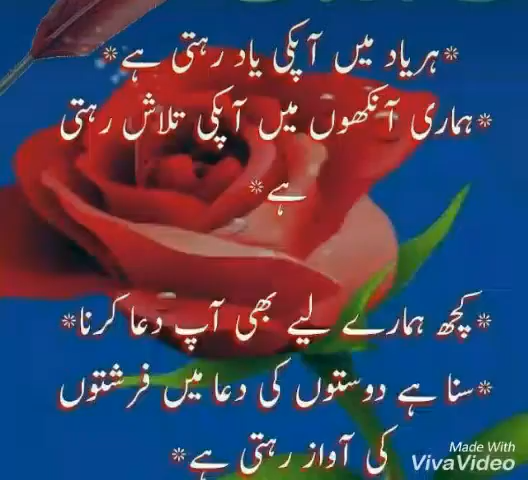 *ہر یاد میں آپکی یاد رہتی ہے*
*ہماری آنکھوں میں آپکی تلاش رہتی
ہے*
*کچھ ہمارے لیے بھی آپ دعا کرنا*
*سنا ہے دوستوں کی دعا میں فرشتوں
کی آواز رہتی ہے*
Made With
VivaVideo